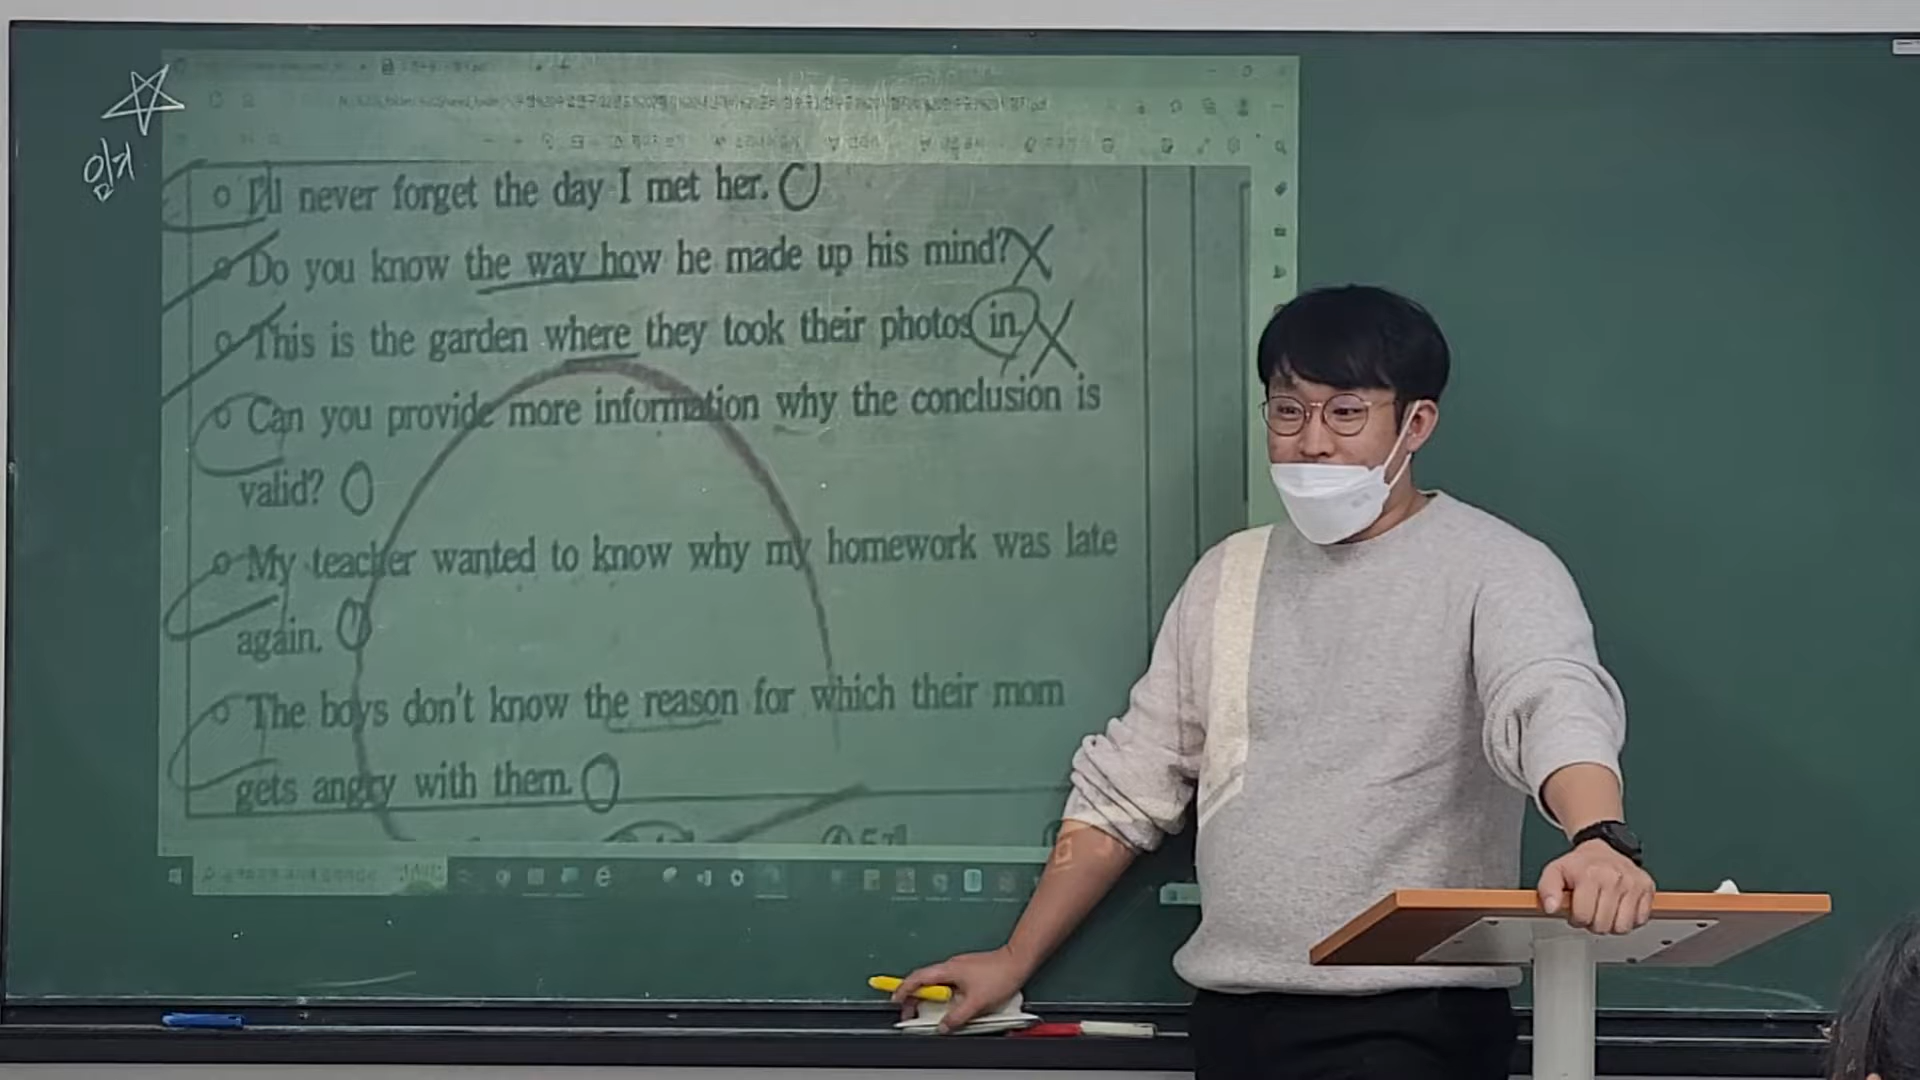 암기
I'll never forget the day I met her. O
Do you know the way how he made up his mind? X
This is the garden where they took their photos in. X
Can you provide more information why the conclusion is
valid? O
My teacher wanted to know why my homework was late
again. O
The boys don't know the reason for which their mom
gets angry with them. O